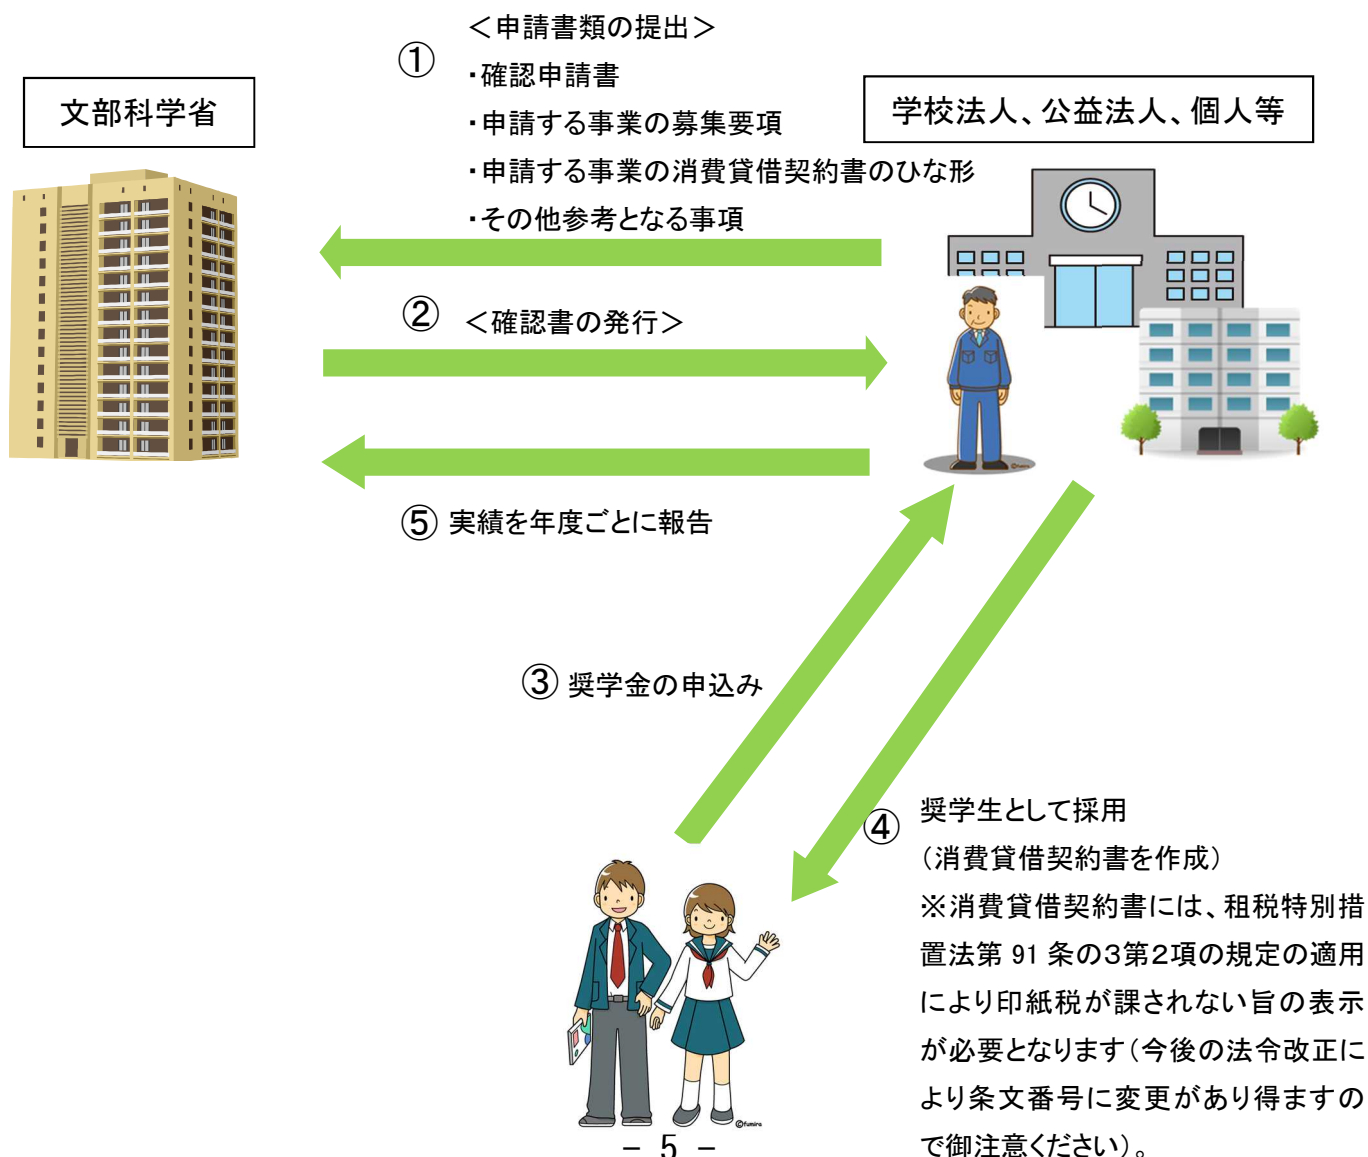 ①
<申請書類の提出>
・確認申請書
・申請する事業の募集要項
・申請する事業の消費貸借契約書のひな形
・その他参考となる事項
文部科学省
学校法人、公益法人、個人等
②
<確認書の発行>
⑤ 実績を年度ごとに報告
③ 奨学金の申込み
④
奨学生として採用
(消費貸借契約書を作成)
※消費貸借契約書には、租税特別措
置法第 91 条の3第2項の規定の適用
により印紙税が課されない旨の表示
が必要となります(今後の法令改正に
より条文番号に変更があり得ますの
で御注意ください)。
©fumira
©fumira
- 5 -